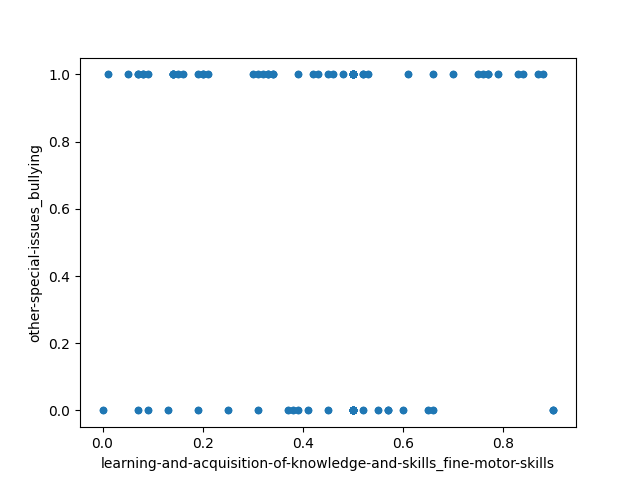 1.0
0.8
0.6
0.4
0.2
0.0
other-special-issues_bullying
0.0 0.2 0.4 0.6 0.8
learning-and-acquisition-of-knowledge-and-skills_fine-motor-skills